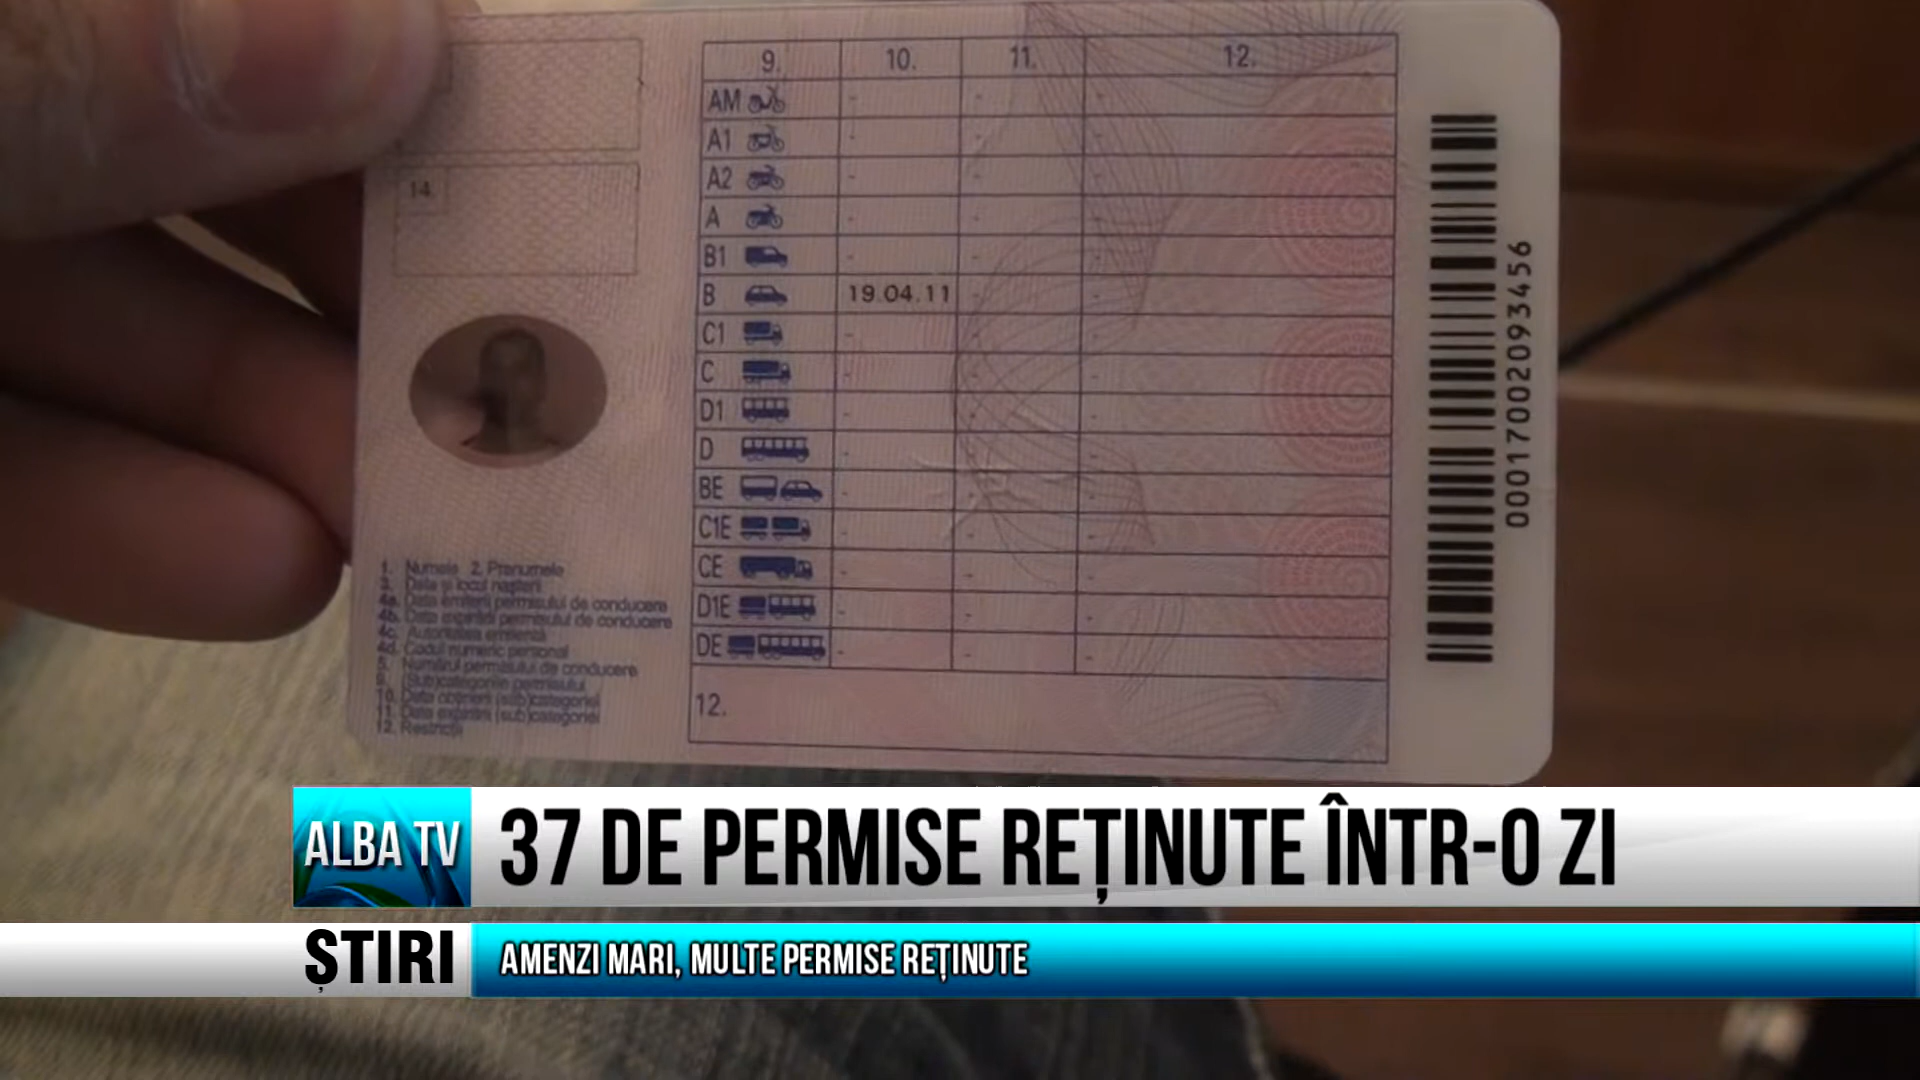 9. 10. 11. 12.
AM - - -
A1 - - -
A2 - - -
A - - -
B1 - - -
B 19.04.11 - -
C1 - - -
C - - -
D1 - - -
D - - -
BE - - -
C1E - - -
CE - - -
D1E - - -
DE - - -
12.
14.
1. Numele 2. Prenumele
3. Data și locul nașterii
4a. Data emiterii permisului de conducere
4b. Data expirării permisului de conducere
4c. Autoritatea emitentă
4d. Codul numeric personal
5. Numărul permisului de conducere
9. (Sub)categoriile permisului
10. Data obținerii (sub)categoriei
11. Data expirării (sub)categoriei
12. Restricții
00017002093456
ALBA TV
37 DE PERMISE REȚINUTE ÎNTR-O ZI
ȘTIRI
AMENZI MARI, MULTE PERMISE REȚINUTE